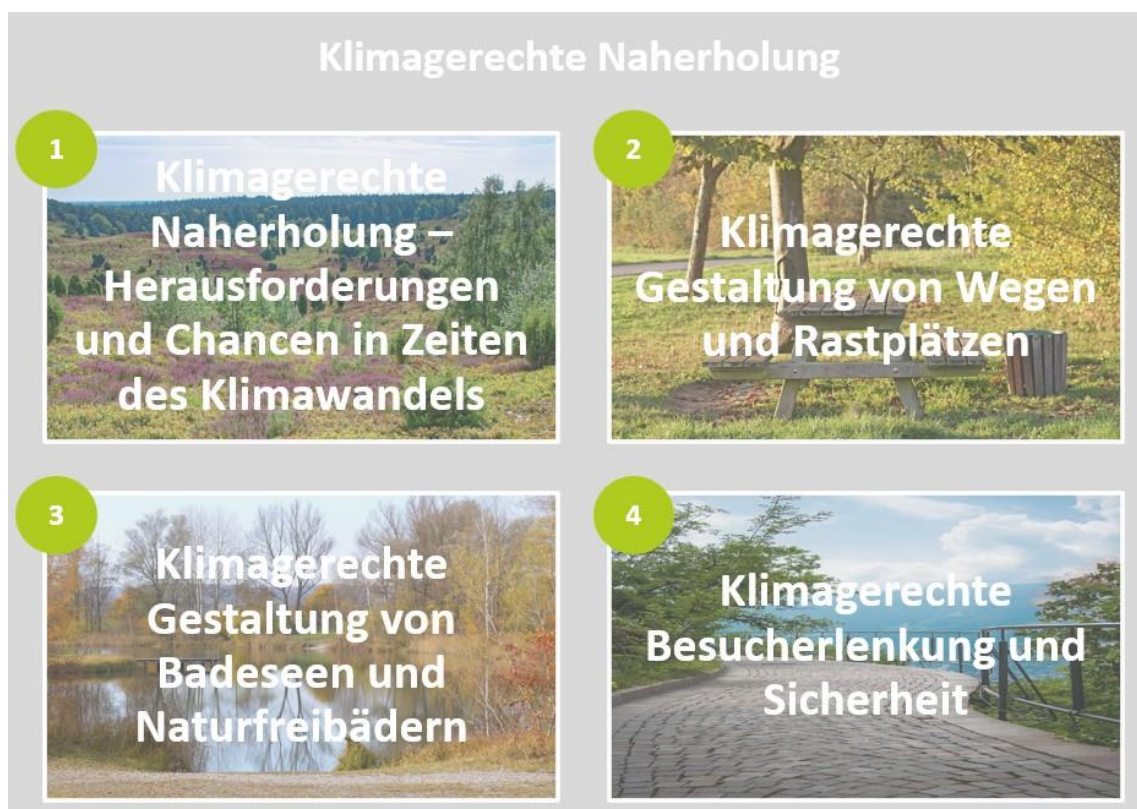 Klimagerechte Naherholung
1
Klimagerechte
Naherholung –
Herausforderungen
und Chancen in Zeiten
des Klimawandels
2
Klimagerechte
Gestaltung von Wegen
und Rastplätzen
3
Klimagerechte
Gestaltung von
Badeseen und
Naturfreibädern
4
Klimagerechte
Besucherlenkung und
Sicherheit